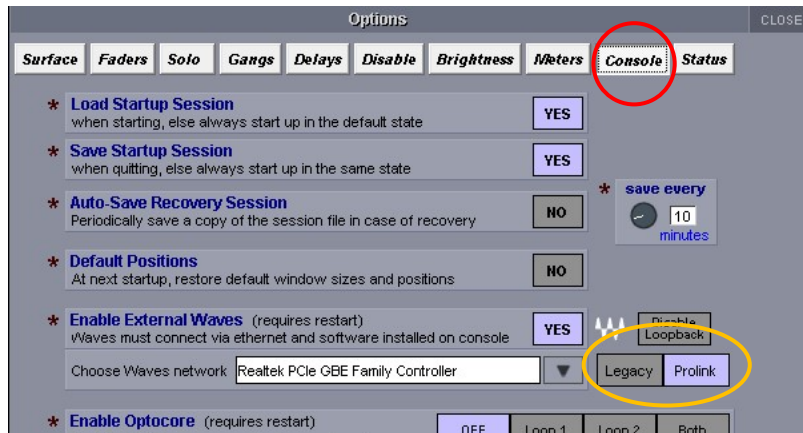 Options
CLOSE
Surface Faders Solo Gangs Delays Disable Brightness Meters Console Status
* Load Startup Session
when starting, else always start up in the default state
YES
* Save Startup Session
when quitting, else always start up in the same state
YES
* Auto-Save Recovery Session
Periodically save a copy of the session file in case of recovery
NO
* save every
10
minutes
* Default Positions
At next startup, restore default window sizes and positions
NO
* Enable External Waves (requires restart)
Waves must connect via ethernet and software installed on console
YES
Disable
Loopback
Choose Waves network Realtek PCIe GBE Family Controller
Legacy Prolink
* Enable Optocore (requires restart)
OFF Loop 1 Loop 2 Both